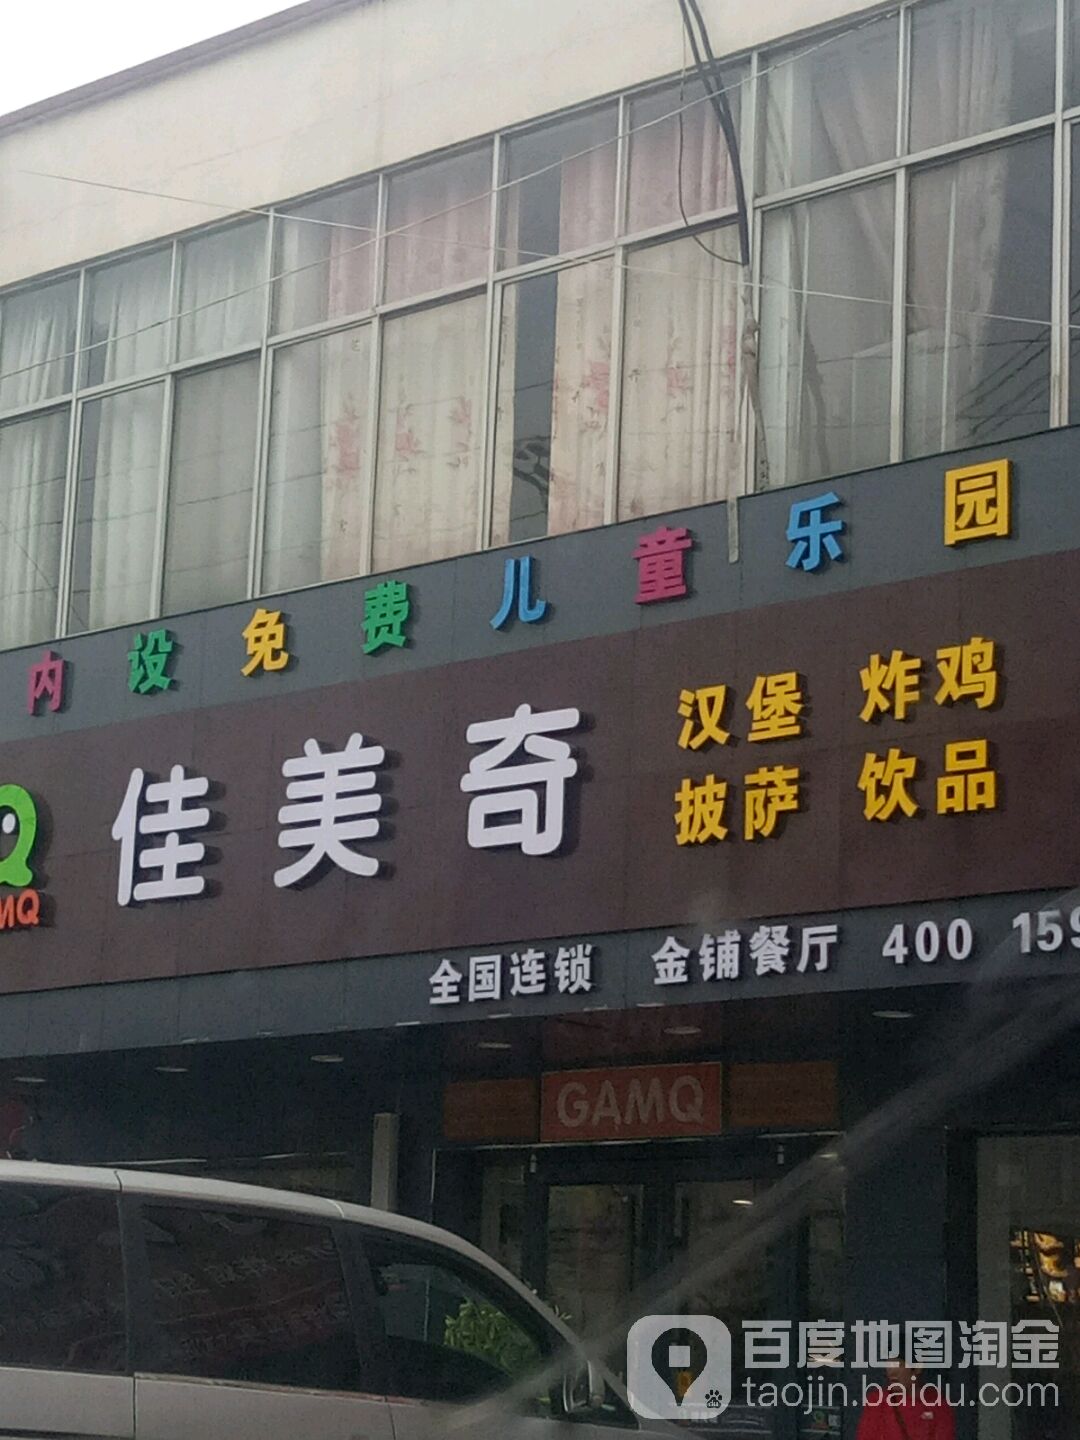 内设免费儿童乐园
佳美奇
汉堡 炸鸡
披萨 饮品
全国连锁 金铺餐厅 400 159
GAMQ
百度地图淘金
taojin.baidu.com